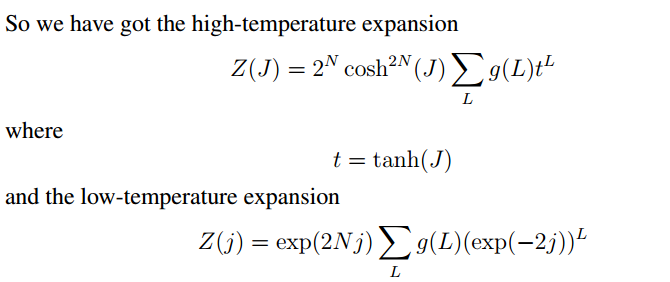 So we have got the high-temperature expansion
Z(J) = 2^N cosh^{2N}(J) ∑_L g(L)t^L
where
t = tanh(J)
and the low-temperature expansion
Z(j) = exp(2Nj) ∑_L g(L)(exp(−2j))^L